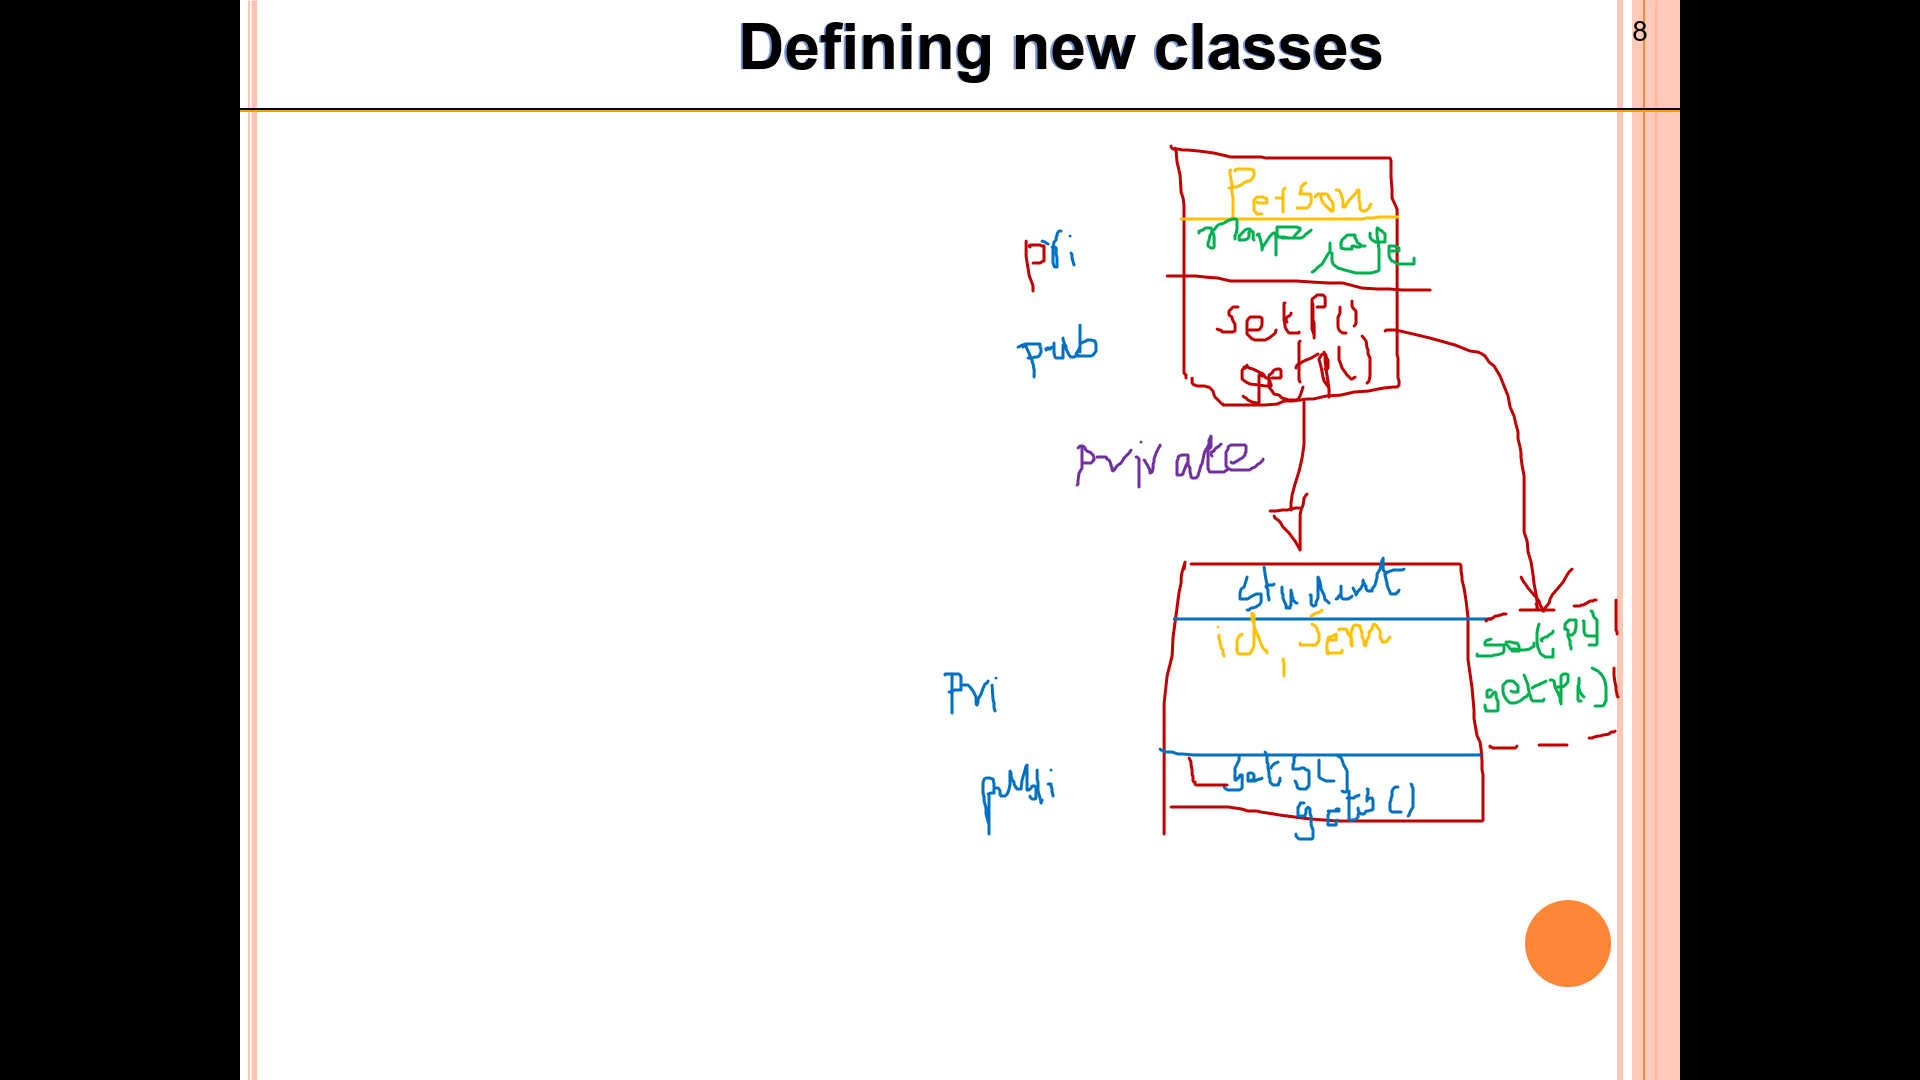 Defining new classes
8
Person
pri
name, age
pub
setP()
getP()
private
student
id, sem
setP()
Pri
getP()
publi
setS()
getS()